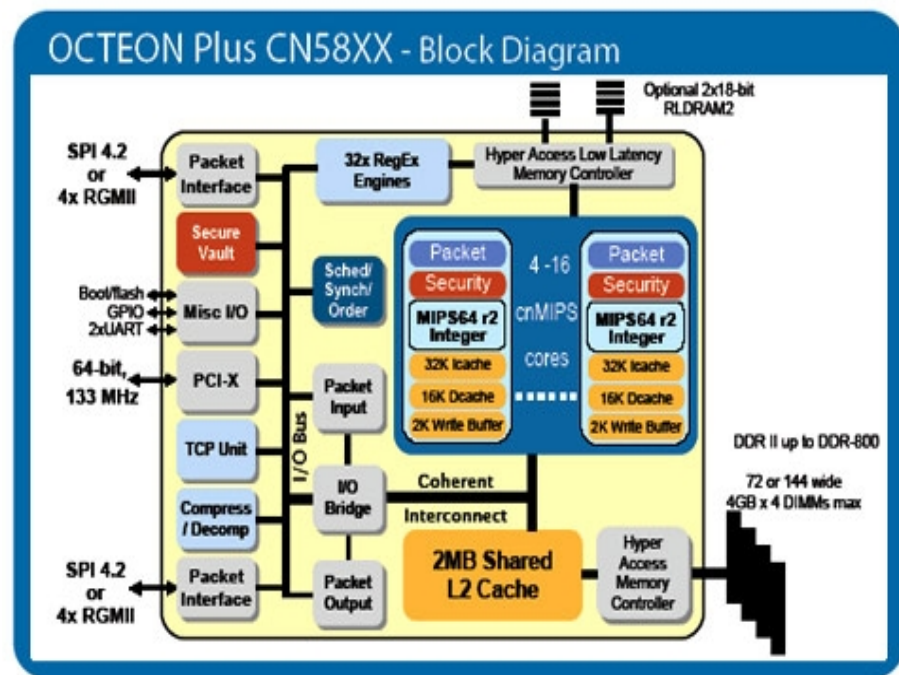 OCTEON Plus CN58XX - Block Diagram
Optional 2x18-bit
RLDRAM2
SPI 4.2
or
4x RGMII
Packet
Interface
32x RegEx
Engines
Hyper Access Low Latency
Memory Controller
Secure
Vault
Sched/
Synch/
Order
Boot/flash
GPIO
2xUART
Misc I/O
64-bit,
133 MHz
PCI-X
TCP Unit
Compress
/ Decomp
SPI 4.2
or
4x RGMII
Packet
Interface
I/O Bus
Packet
Input
I/O
Bridge
Packet
Output
Packet
Security
MIPS64 r2
Integer
32K Icache
16K Dcache
2K Write Buffer
4 -16
cnMIPS
cores
Packet
Security
MIPS64 r2
Integer
32K Icache
16K Dcache
2K Write Buffer
Coherent
Interconnect
2MB Shared
L2 Cache
Hyper
Access
Memory
Controller
DDR II up to DDR-800
72 or 144 wide
4GB x 4 DIMMs max